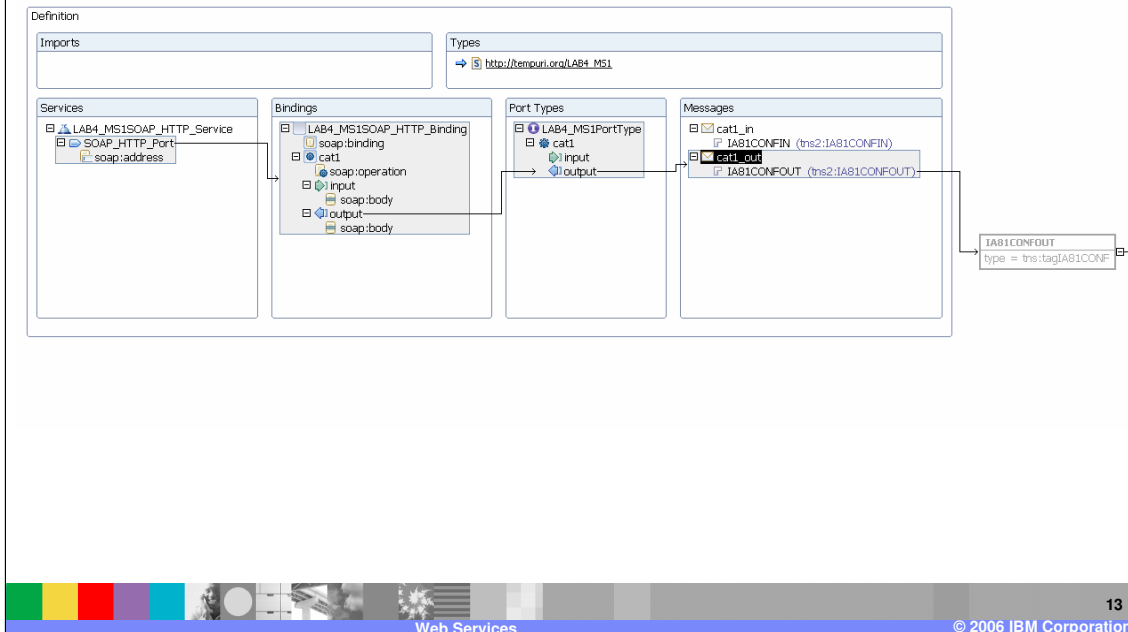 Definition
Imports
Types
http://tempuri.org/LAB4_MS1
Services
LAB4_MS1SOAP_HTTP_Service
SOAP_HTTP_Port
soap:address
Bindings
LAB4_MS1SOAP_HTTP_Binding
soap:binding
cat1
soap:operation
input
soap:body
output
soap:body
Port Types
LAB4_MS1PortType
cat1
input
output
Messages
cat1_in
IA81CONFIN (tns2:IA81CONFIN)
cat1_out
IA81CONFOUT (tns2:IA81CONFOUT)
IA81CONFOUT
type = tns:tagIA81CONF
13
Web Services
© 2006 IBM Corporation